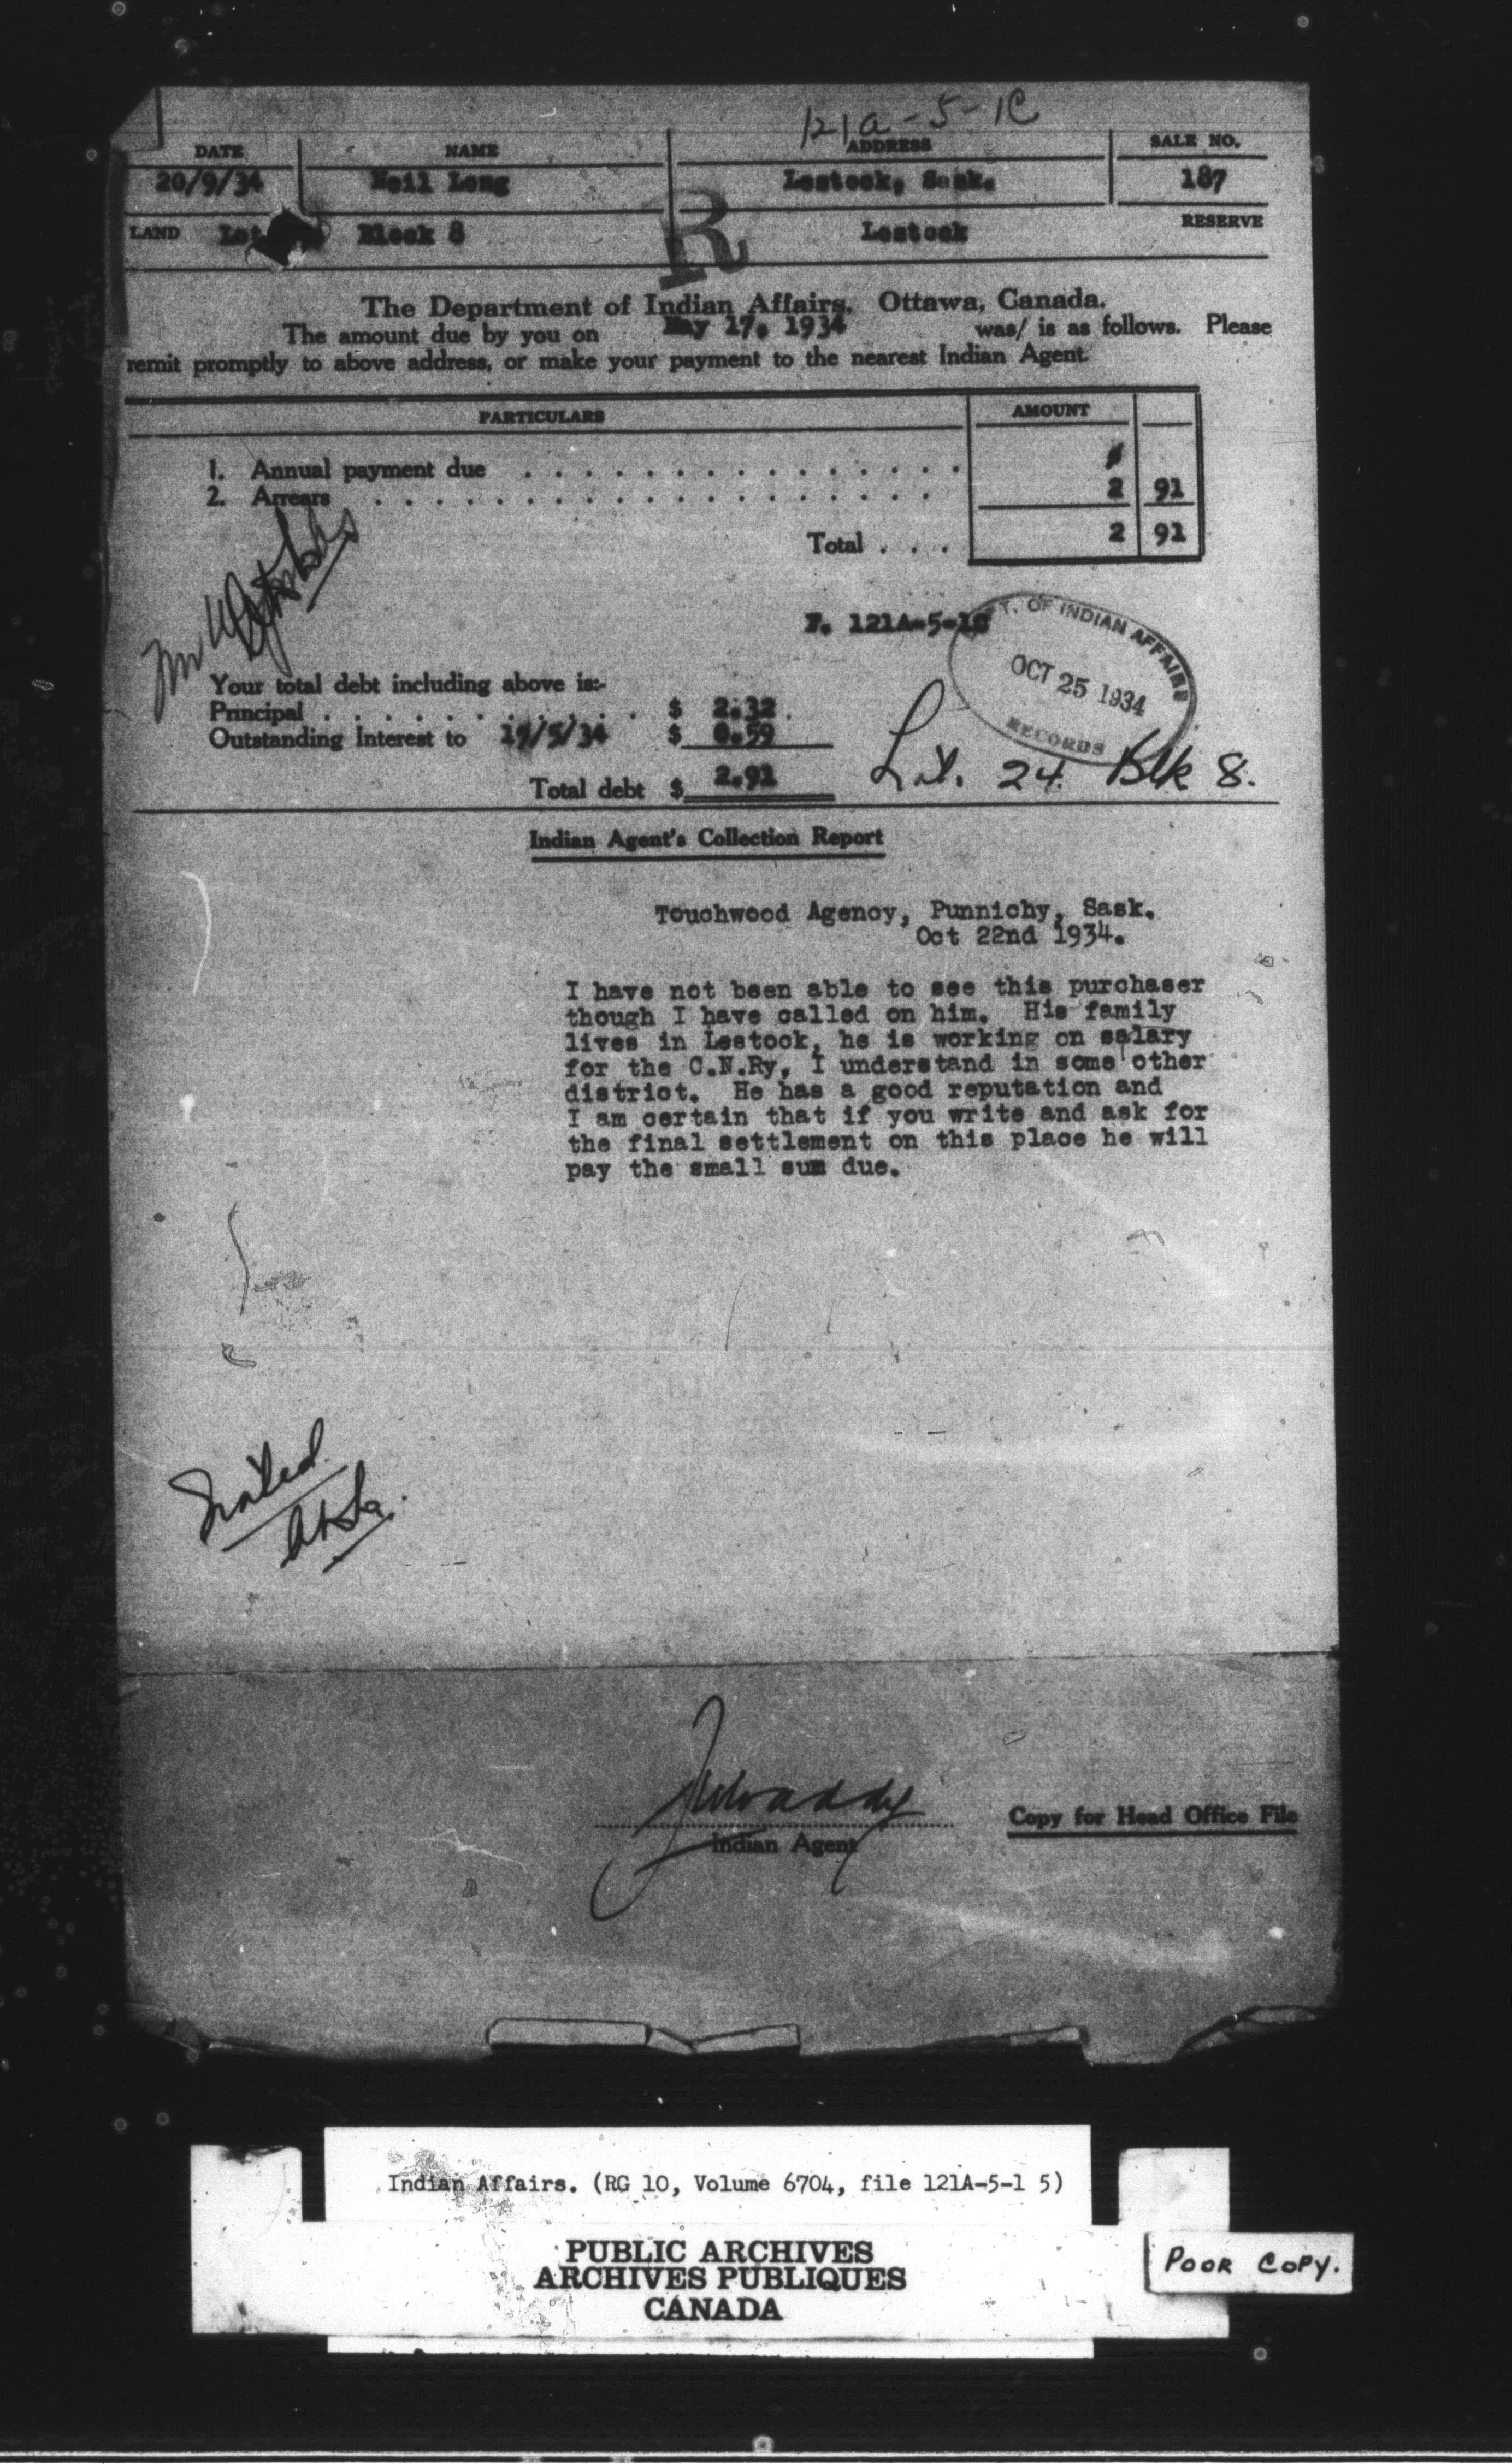 121a-5-1C
DATE NAME ADDRESS SALE NO.
20/9/34 Neil Long Lestock, Sask. 187
LAND Lot Block 8 Lestock RESERVE
R
The Department of Indian Affairs, Ottawa, Canada.
The amount due by you on May 17, 1934 was/ is as follows. Please
remit promptly to above address, or make your payment to the nearest Indian Agent.
PARTICULARS AMOUNT
1. Annual payment due . . . . . . . . . . . . . . .
2. Arrears . . . . . . . . . . . . . . . . . . 2 91
Total . . . 2 91
F. 121A-5-1C
T. OF INDIAN AFFAIRS
OCT 25 1934
RECORDS
Your total debt including above is:-
Principal . . . . . . . . . . . . . $ 2.32
Outstanding Interest to 17/5/34 $ 0.59
Lot. 24. Blk 8.
Total debt $ 2.91
Indian Agent's Collection Report
Touchwood Agency, Punnichy, Sask.
Oct 22nd 1934.
I have not been able to see this purchaser
though I have called on him. His family
lives in Lestock, he is working on salary
for the C.N.Ry, I understand in some other
district. He has a good reputation and
I am certain that if you write and ask for
the final settlement on this place he will
pay the small sum due.
Noted
Indian Agent
Copy for Head Office File
Indian Affairs. (RG 10, Volume 6704, file 121A-5-1 5)
PUBLIC ARCHIVES
ARCHIVES PUBLIQUES
CANADA
POOR COPY.